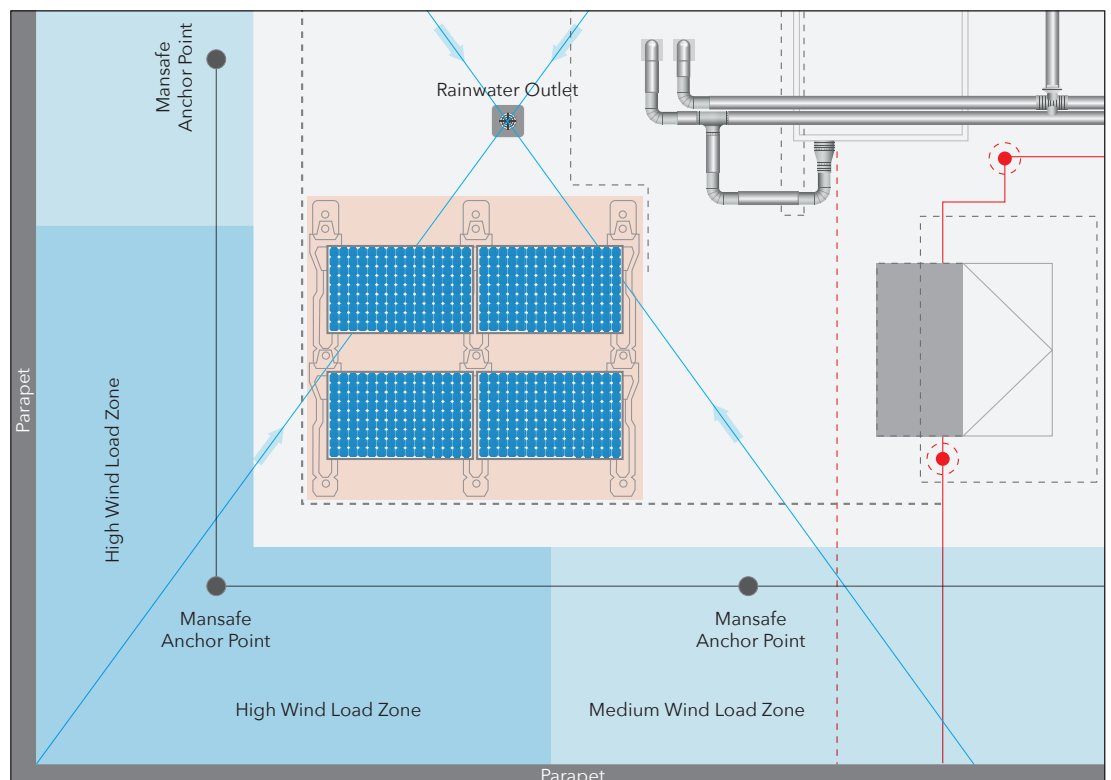 Mansafe
Anchor Point
Rainwater Outlet
Parapet
High Wind Load Zone
Mansafe
Anchor Point
Mansafe
Anchor Point
High Wind Load Zone
Medium Wind Load Zone
Parapet